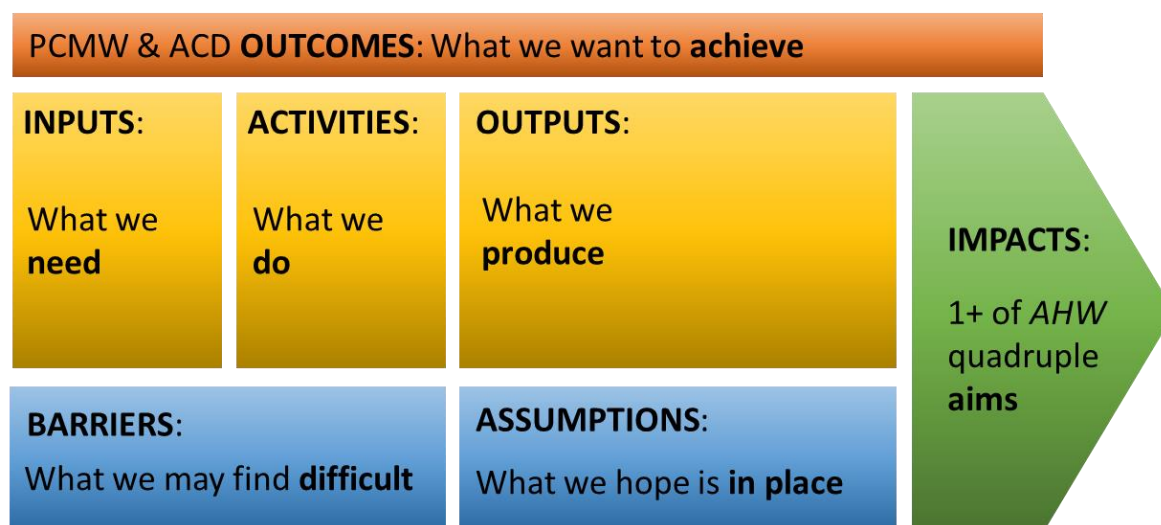 PCMW & ACD OUTCOMES: What we want to achieve
INPUTS:
What we
need
ACTIVITIES:
What we
do
OUTPUTS:
What we
produce
IMPACTS:
1+ of AHW
quadruple
aims
BARRIERS:
What we may find difficult
ASSUMPTIONS:
What we hope is in place